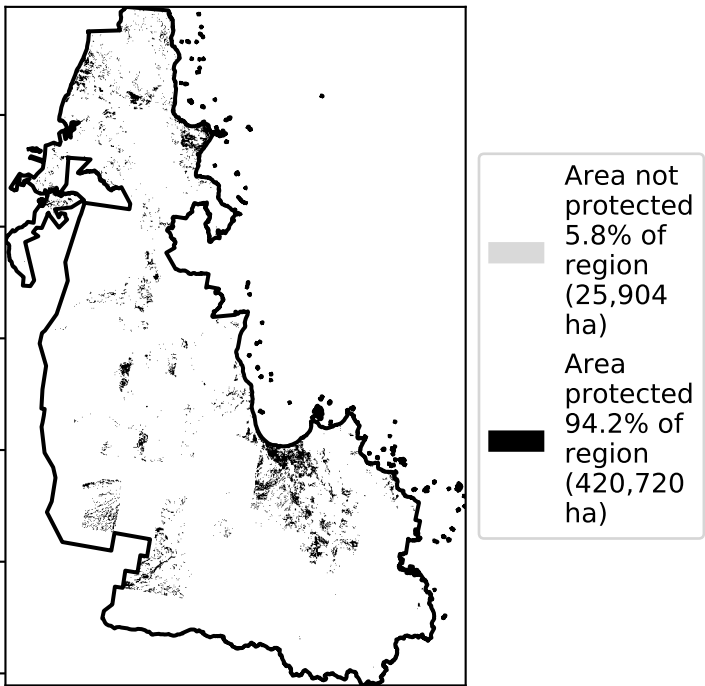 Area not
protected
5.8% of
region
(25,904
ha)
Area
protected
94.2% of
region
(420,720
ha)